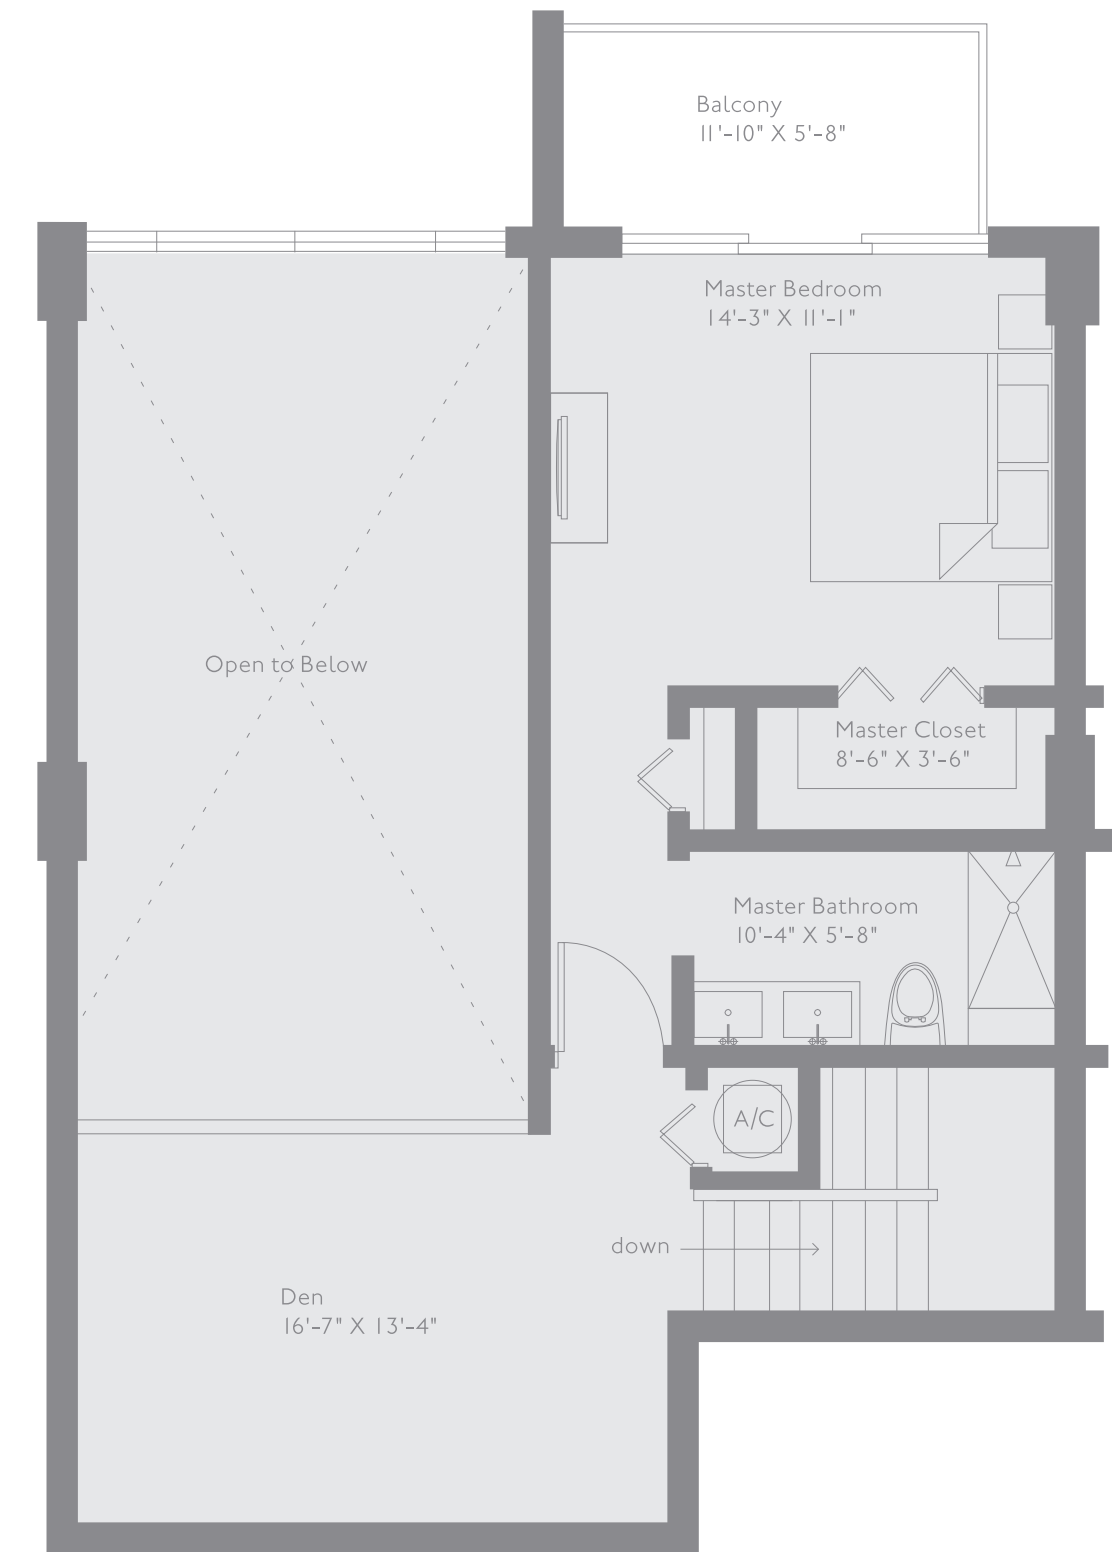 Balcony
11'-10" X 5'-8"
Master Bedroom
14'-3" X 11'-1"
Open to Below
Master Closet
8'-6" X 3'-6"
Master Bathroom
10'-4" X 5'-8"
A/C
down
Den
16'-7" X 13'-4"